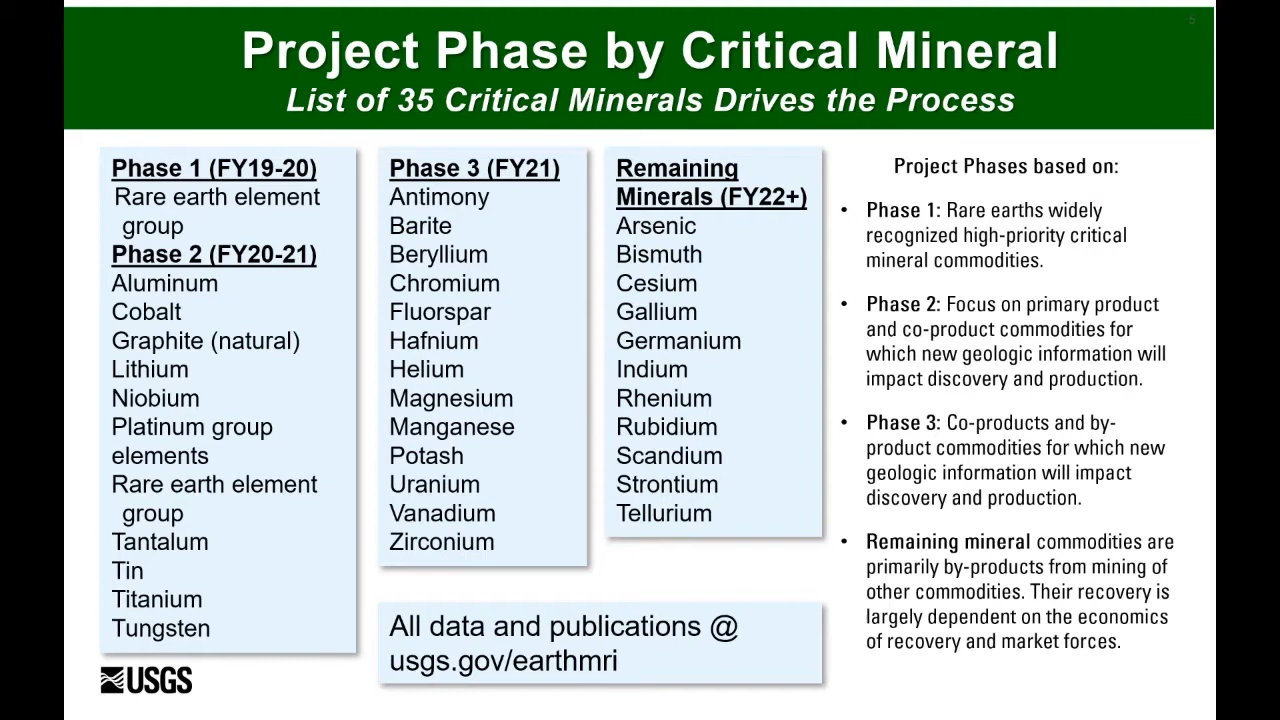 5
Project Phase by Critical Mineral
List of 35 Critical Minerals Drives the Process
Phase 1 (FY19-20)
Rare earth element
group
Phase 2 (FY20-21)
Aluminum
Cobalt
Graphite (natural)
Lithium
Niobium
Platinum group
elements
Rare earth element
group
Tantalum
Tin
Titanium
Tungsten
Phase 3 (FY21)
Antimony
Barite
Beryllium
Chromium
Fluorspar
Hafnium
Helium
Magnesium
Manganese
Potash
Uranium
Vanadium
Zirconium
Remaining
Minerals (FY22+)
Arsenic
Bismuth
Cesium
Gallium
Germanium
Indium
Rhenium
Rubidium
Scandium
Strontium
Tellurium
All data and publications @
usgs.gov/earthmri
Project Phases based on:
• Phase 1: Rare earths widely
recognized high-priority critical
mineral commodities.
• Phase 2: Focus on primary product
and co-product commodities for
which new geologic information will
impact discovery and production.
• Phase 3: Co-products and by-
product commodities for which new
geologic information will impact
discovery and production.
• Remaining mineral commodities are
primarily by-products from mining of
other commodities. Their recovery is
largely dependent on the economics
of recovery and market forces.
USGS